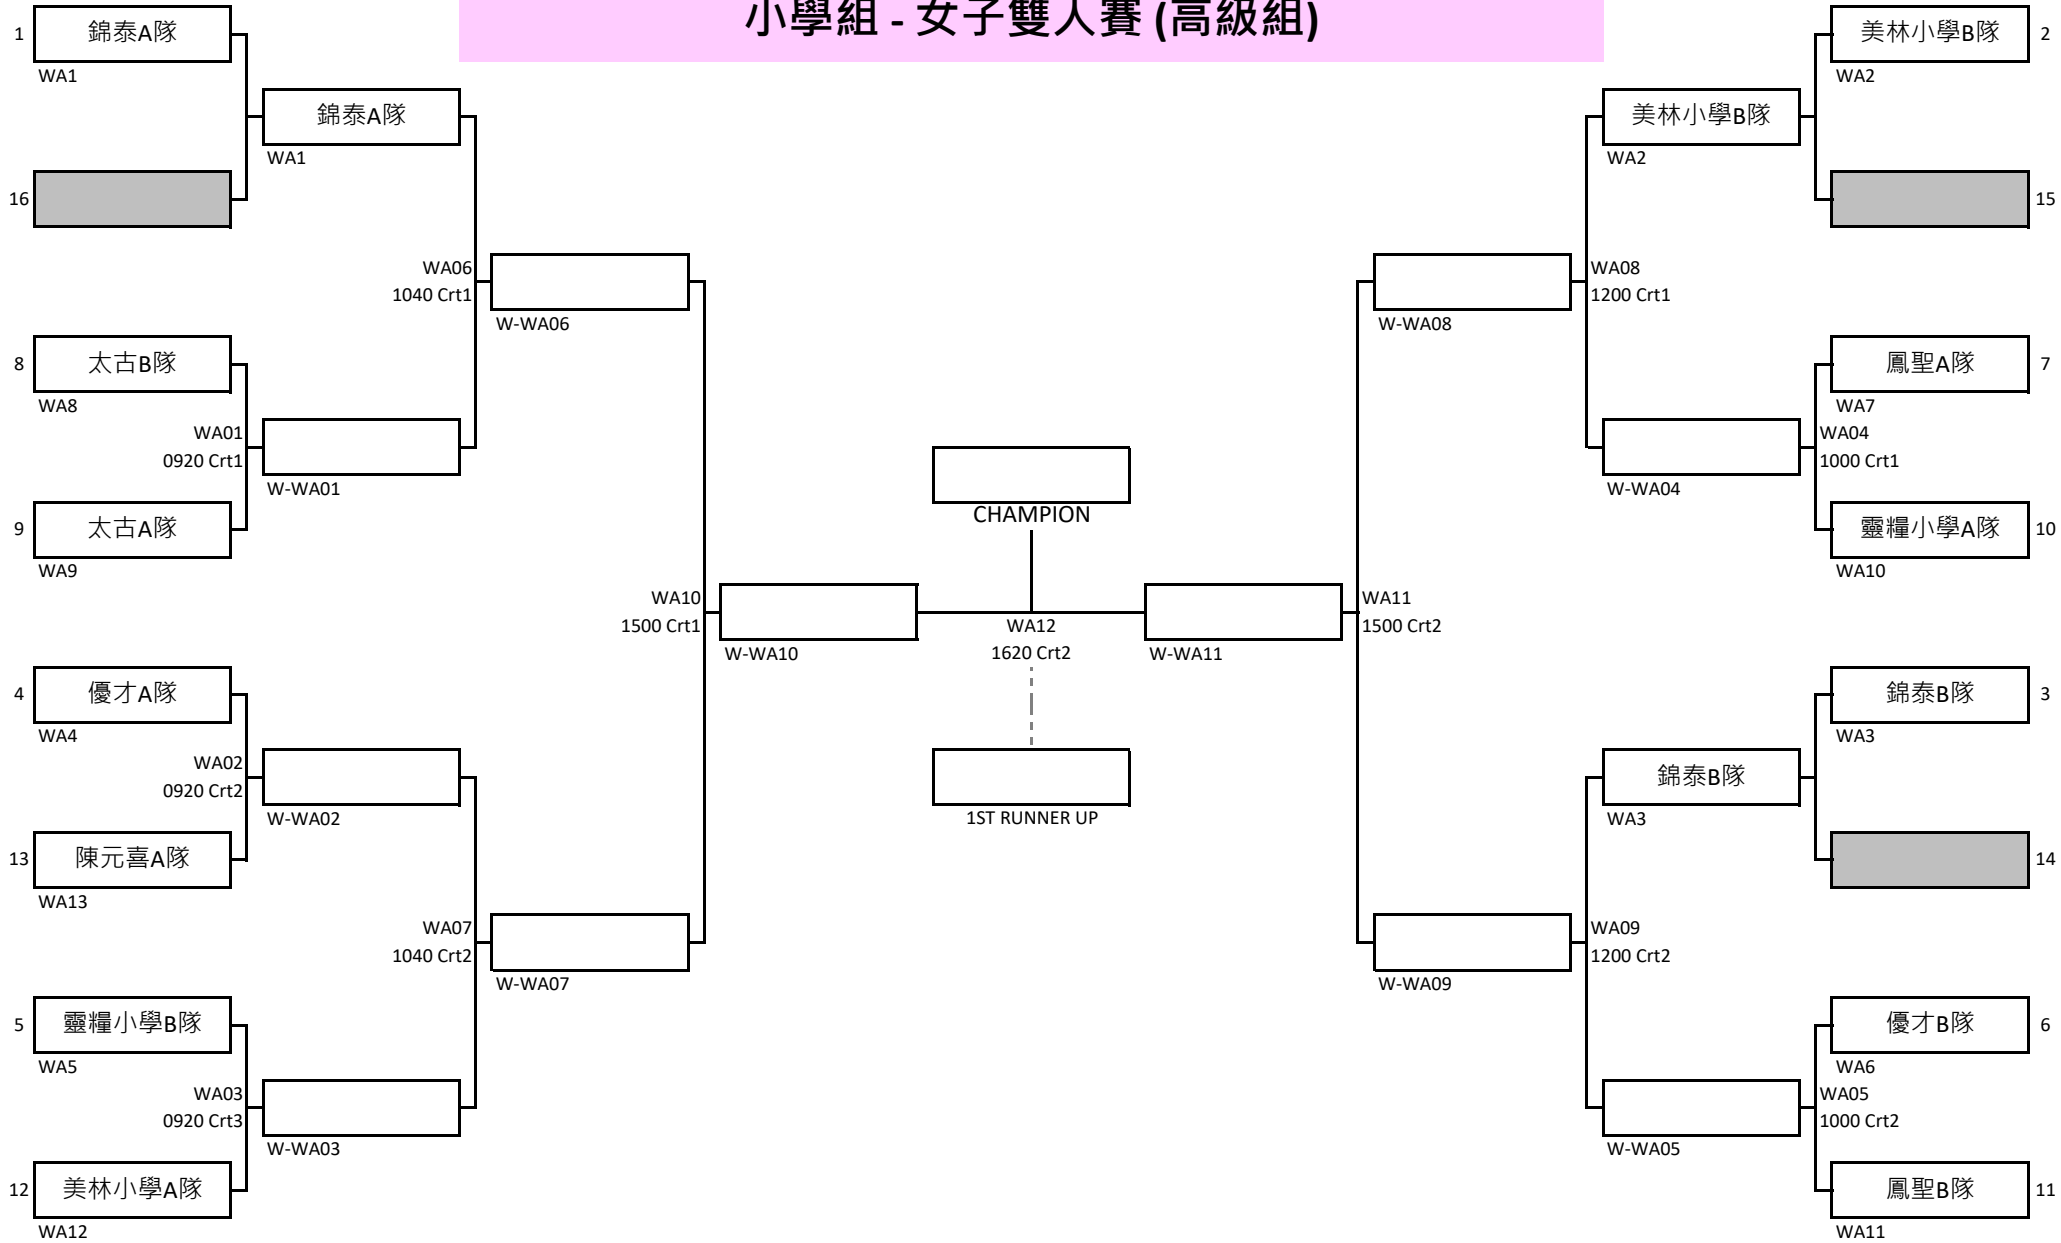 小學組 - 女子雙人賽 (高級組)
1
錦泰A隊
WA1
錦泰A隊
WA1
16
WA06
1040 Crt1
W-WA06
8
太古B隊
WA8
WA01
0920 Crt1
W-WA01
9
太古A隊
WA9
WA10
1500 Crt1
W-WA10
4
優才A隊
WA4
WA02
0920 Crt2
W-WA02
13
陳元喜A隊
WA13
WA07
1040 Crt2
W-WA07
5
靈糧小學B隊
WA5
WA03
0920 Crt3
W-WA03
12
美林小學A隊
WA12
CHAMPION
WA12
1620 Crt2
1ST RUNNER UP
美林小學B隊
2
WA2
美林小學B隊
WA2
15
WA08
1200 Crt1
W-WA08
鳳聖A隊
7
WA7
WA04
1000 Crt1
W-WA04
靈糧小學A隊
10
WA10
WA11
1500 Crt2
W-WA11
錦泰B隊
3
WA3
錦泰B隊
WA3
14
WA09
1200 Crt2
W-WA09
優才B隊
6
WA6
WA05
1000 Crt2
W-WA05
鳳聖B隊
11
WA11